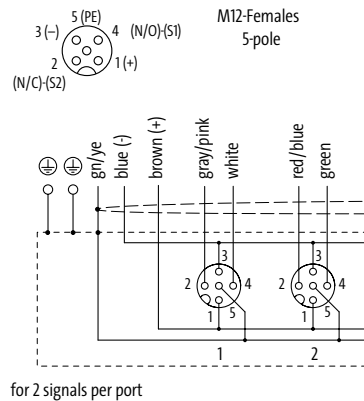 5 (PE)
3 (–)
4 (N/O)-(S1)
2
1 (+)
(N/C)-(S2)
M12-Females
5-pole
gn/ye
blue (-)
brown (+)
gray/pink
white
red/blue
green
3
2
4
1
5
3
2
4
1
5
1
2
for 2 signals per port